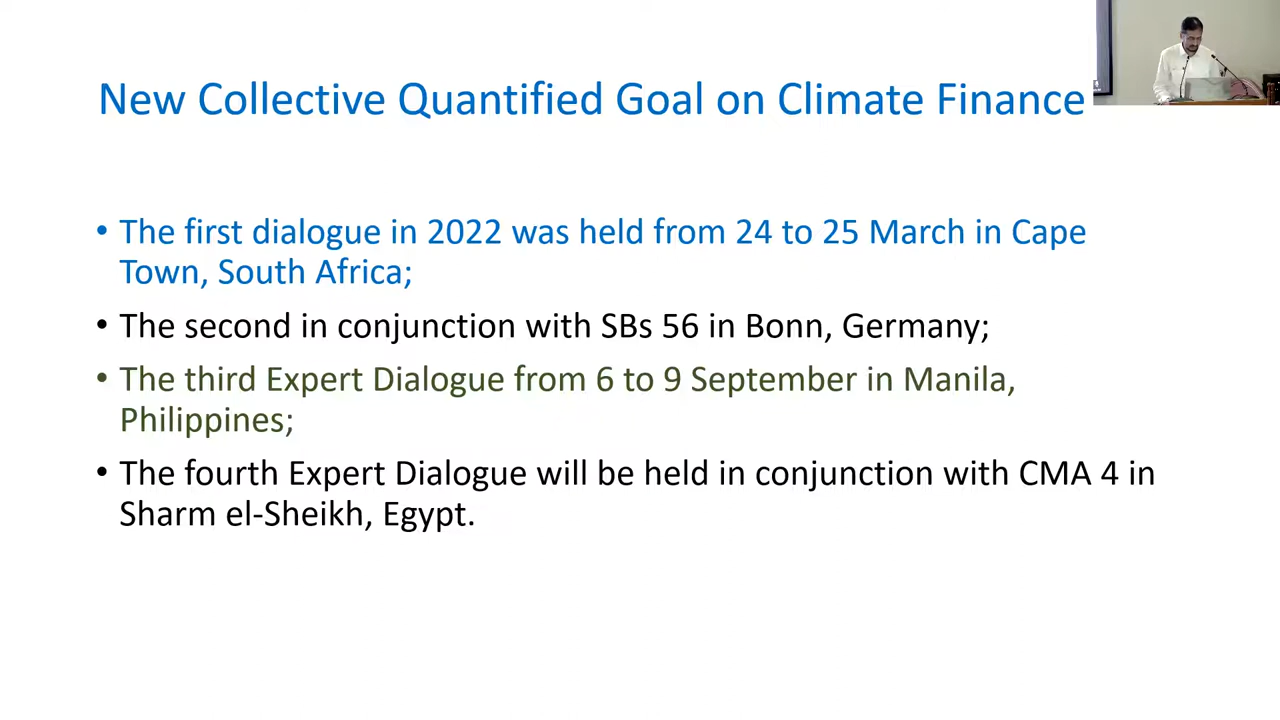 New Collective Quantified Goal on Climate Finance
• The first dialogue in 2022 was held from 24 to 25 March in Cape
Town, South Africa;
• The second in conjunction with SBs 56 in Bonn, Germany;
• The third Expert Dialogue from 6 to 9 September in Manila,
Philippines;
• The fourth Expert Dialogue will be held in conjunction with CMA 4 in
Sharm el-Sheikh, Egypt.